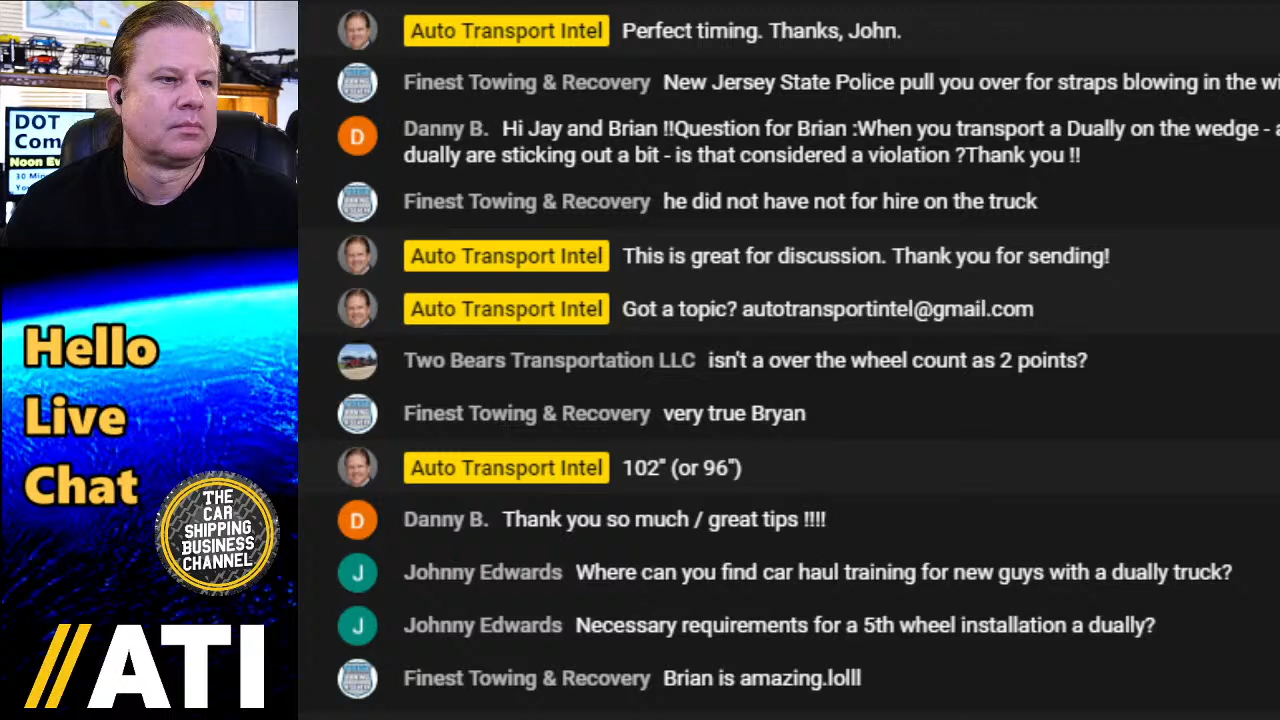 DOT
Com
Noon Ev
30 Min
You
Hello
Live
Chat
THE
CAR
SHIPPING
BUSINESS
CHANNEL
//ATI
Auto Transport Intel Perfect timing. Thanks, John.
Finest Towing & Recovery New Jersey State Police pull you over for straps blowing in the wi
D Danny B. Hi Jay and Brian !!Question for Brian :When you transport a Dually on the wedge - a
dually are sticking out a bit - is that considered a violation ?Thank you !!
Finest Towing & Recovery he did not have not for hire on the truck
Auto Transport Intel This is great for discussion. Thank you for sending!
Auto Transport Intel Got a topic? autotransportintel@gmail.com
Two Bears Transportation LLC isn't a over the wheel count as 2 points?
Finest Towing & Recovery very true Bryan
Auto Transport Intel 102" (or 96")
D Danny B. Thank you so much / great tips !!!!
J Johnny Edwards Where can you find car haul training for new guys with a dually truck?
J Johnny Edwards Necessary requirements for a 5th wheel installation a dually?
Finest Towing & Recovery Brian is amazing.lolll